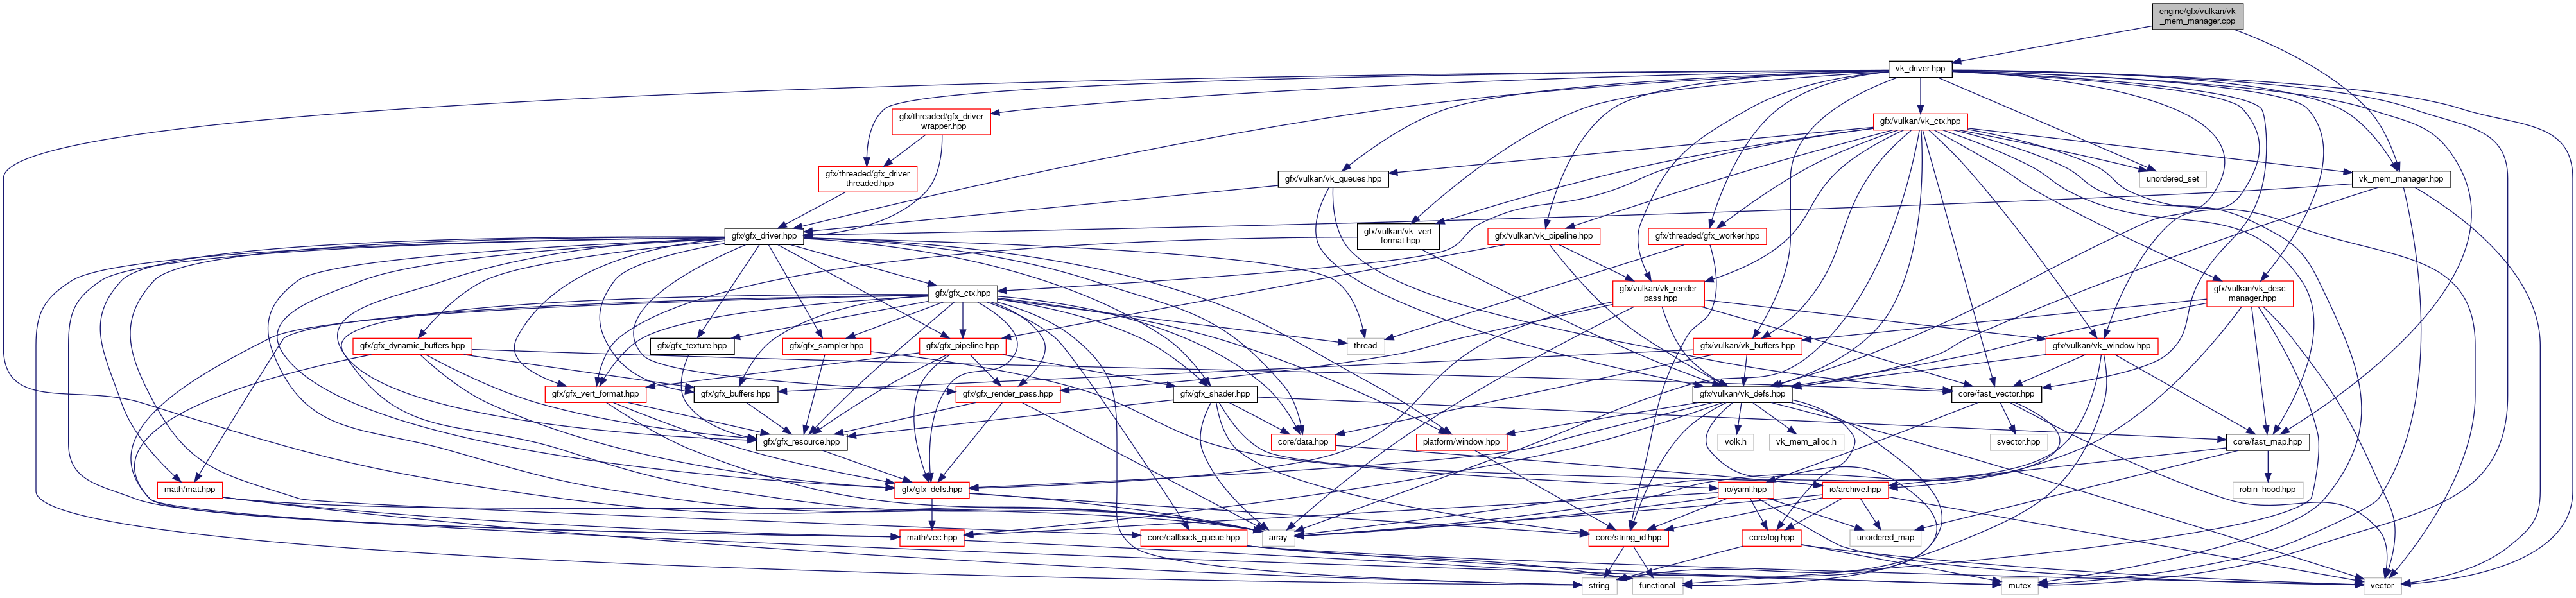 engine/gfx/vulkan/vk
_mem_manager.cpp
vk_driver.hpp
gfx/threaded/gfx_driver
_wrapper.hpp
gfx/vulkan/vk_ctx.hpp
gfx/threaded/gfx_driver
_threaded.hpp
gfx/vulkan/vk_queues.hpp
unordered_set
vk_mem_manager.hpp
gfx/gfx_driver.hpp
gfx/vulkan/vk_vert
_format.hpp
gfx/vulkan/vk_pipeline.hpp
gfx/threaded/gfx_worker.hpp
gfx/gfx_ctx.hpp
gfx/vulkan/vk_render
_pass.hpp
gfx/vulkan/vk_desc
_manager.hpp
gfx/gfx_dynamic_buffers.hpp
gfx/gfx_texture.hpp
gfx/gfx_sampler.hpp
gfx/gfx_pipeline.hpp
thread
gfx/vulkan/vk_buffers.hpp
gfx/vulkan/vk_window.hpp
gfx/gfx_vert_format.hpp
gfx/gfx_buffers.hpp
gfx/gfx_render_pass.hpp
gfx/gfx_shader.hpp
gfx/vulkan/vk_defs.hpp
core/fast_vector.hpp
gfx/gfx_resource.hpp
core/data.hpp
platform/window.hpp
volk.h
vk_mem_alloc.h
svector.hpp
core/fast_map.hpp
math/mat.hpp
gfx/gfx_defs.hpp
io/yaml.hpp
io/archive.hpp
robin_hood.hpp
math/vec.hpp
core/callback_queue.hpp
array
core/string_id.hpp
core/log.hpp
unordered_map
string
functional
mutex
vector